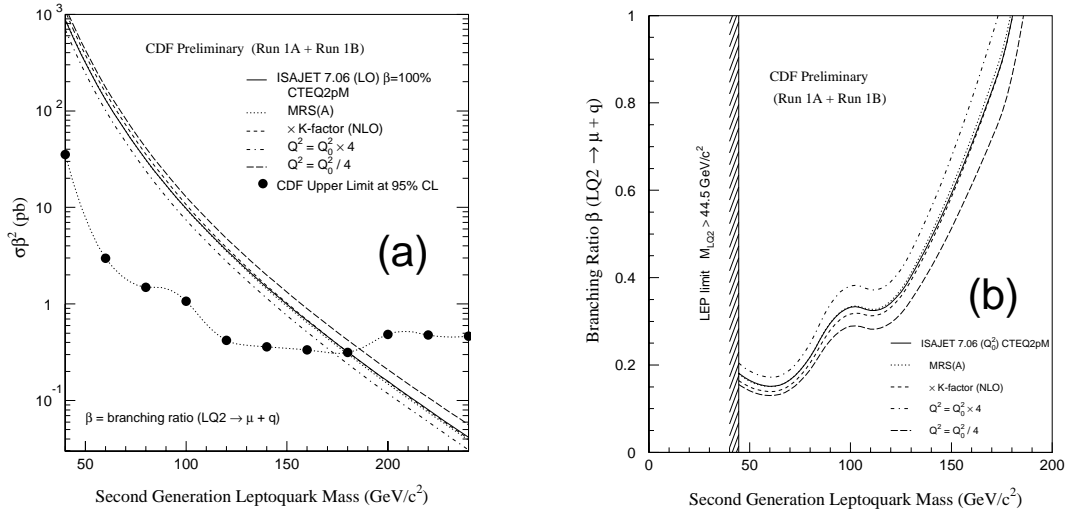 CDF Preliminary (Run 1A + Run 1B)
ISAJET 7.06 (LO) β=100%
CTEQ2pM
MRS(A)
× K-factor (NLO)
Q² = Q₀² × 4
Q² = Q₀² / 4
CDF Upper Limit at 95% CL
(a)
β = branching ratio (LQ2 → μ + q)
σβ² (pb)
10³
10²
10
1
10⁻¹
50 100 150 200
Second Generation Leptoquark Mass (GeV/c²)
CDF Preliminary
(Run 1A + Run 1B)
LEP limit M_LQ2 > 44.5 GeV/c²
(b)
ISAJET 7.06 (Q₀²) CTEQ2pM
MRS(A)
× K-factor (NLO)
Q² = Q₀² × 4
Q² = Q₀² / 4
Branching Ratio β (LQ2 → μ + q)
1
0.8
0.6
0.4
0.2
0
0 50 100 150 200
Second Generation Leptoquark Mass (GeV/c²)